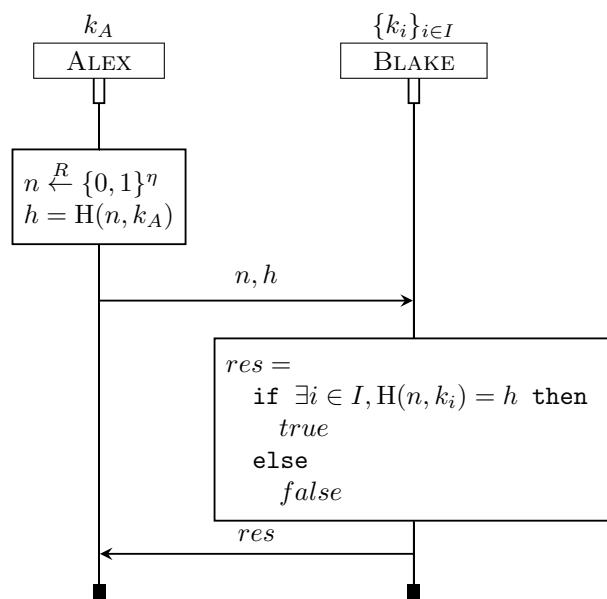 k_A
{k_i}_{i∈I}
ALEX
BLAKE
n ←^R {0, 1}^η
h = H(n, k_A)
n, h
res =
if ∃i ∈ I, H(n, k_i) = h then
true
else
false
res